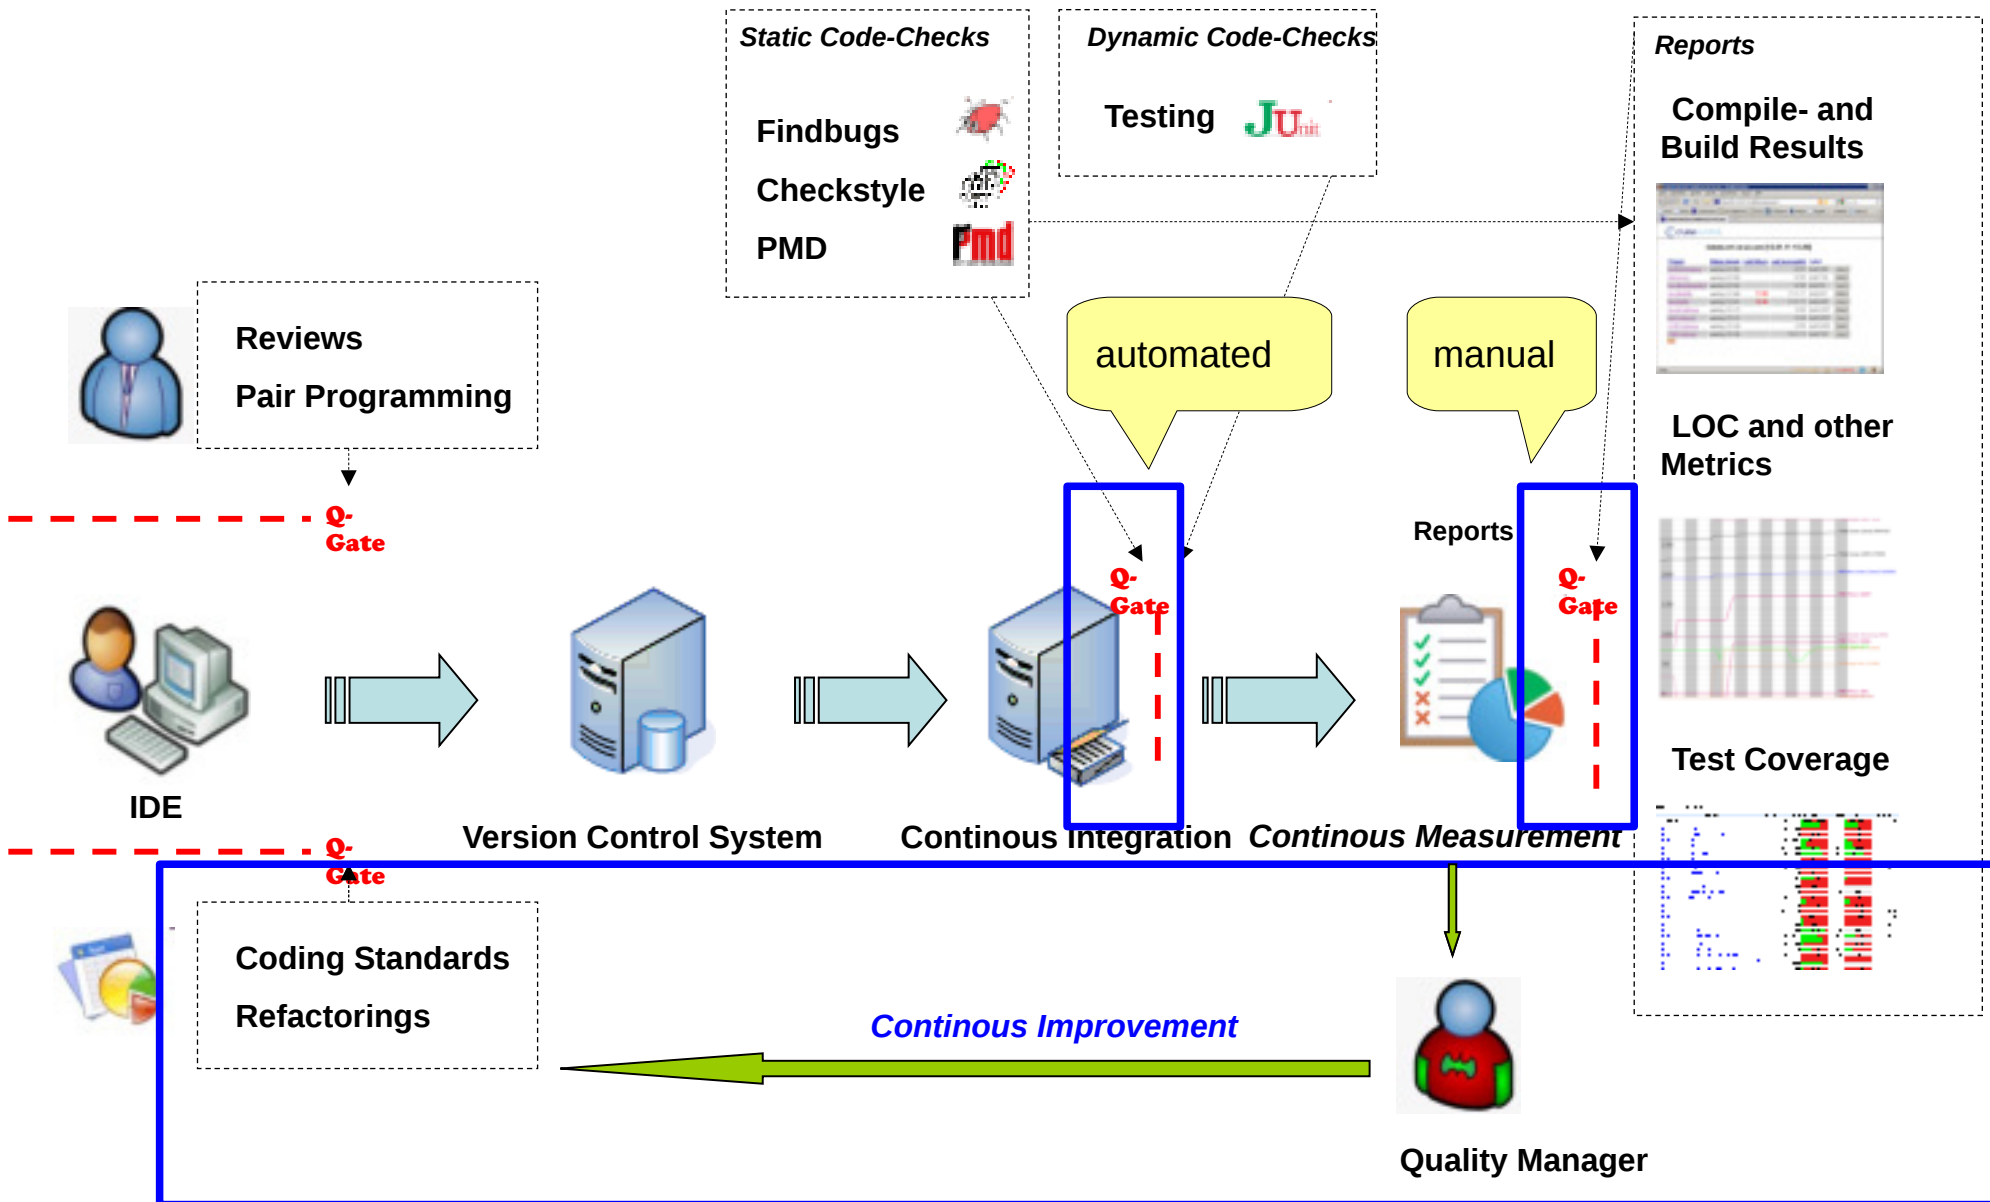 Static Code-Checks
Findbugs
Checkstyle
PMD
Pmd
Dynamic Code-Checks
Testing
JUnit
Reports
Compile- and
Build Results
LOC and other
Metrics
Test Coverage
Reviews
Pair Programming
automated
manual
Q-
Gate
Q-
Gate
Reports
Q-
Gate
IDE
Version Control System
Continous Integration
Continous Measurement
Q-
Gate
Coding Standards
Refactorings
Continous Improvement
Quality Manager